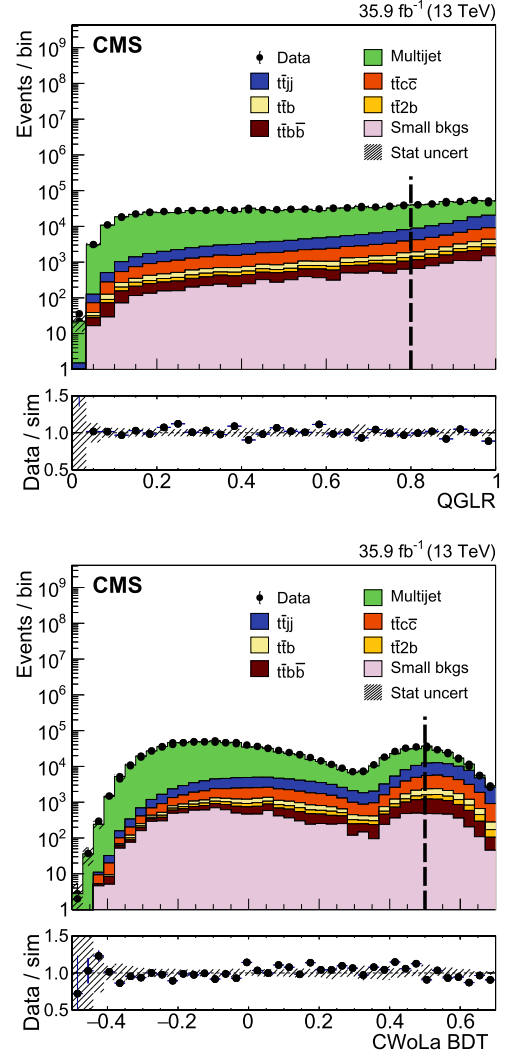 35.9 fb⁻¹ (13 TeV)
CMS
Events / bin
10⁹
10⁸
10⁷
10⁶
10⁵
10⁴
10³
10²
10
1
Data
Multijet
tt̄jj
tt̄cc̄
tt̄b
tt̄2b
tt̄bb̄
Small bkgs
Stat uncert
Data / sim
1.5
1.0
0.5
0 0.2 0.4 0.6 0.8 1
QGLR
35.9 fb⁻¹ (13 TeV)
CMS
Events / bin
10⁹
10⁸
10⁷
10⁶
10⁵
10⁴
10³
10²
10
1
Data
Multijet
tt̄jj
tt̄cc̄
tt̄b
tt̄2b
tt̄bb̄
Small bkgs
Stat uncert
Data / sim
1.5
1.0
0.5
−0.4 −0.2 0 0.2 0.4 0.6
CWoLa BDT